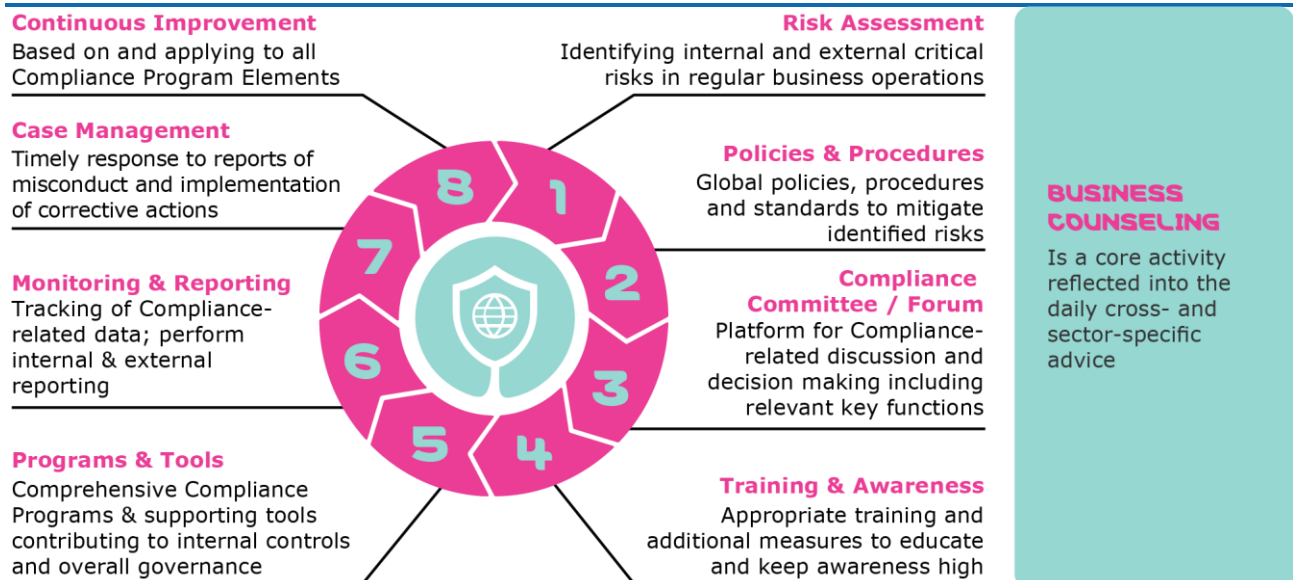 Continuous Improvement
Based on and applying to all
Compliance Program Elements
Case Management
Timely response to reports of
misconduct and implementation
of corrective actions
Monitoring & Reporting
Tracking of Compliance-
related data; perform
internal & external
reporting
Programs & Tools
Comprehensive Compliance
Programs & supporting tools
contributing to internal controls
and overall governance
8
1
7
2
6
3
5
4
Risk Assessment
Identifying internal and external critical
risks in regular business operations
Policies & Procedures
Global policies, procedures
and standards to mitigate
identified risks
Compliance
Committee / Forum
Platform for Compliance-
related discussion and
decision making including
relevant key functions
Training & Awareness
Appropriate training and
additional measures to educate
and keep awareness high
BUSINESS
COUNSELING
Is a core activity
reflected into the
daily cross- and
sector-specific
advice